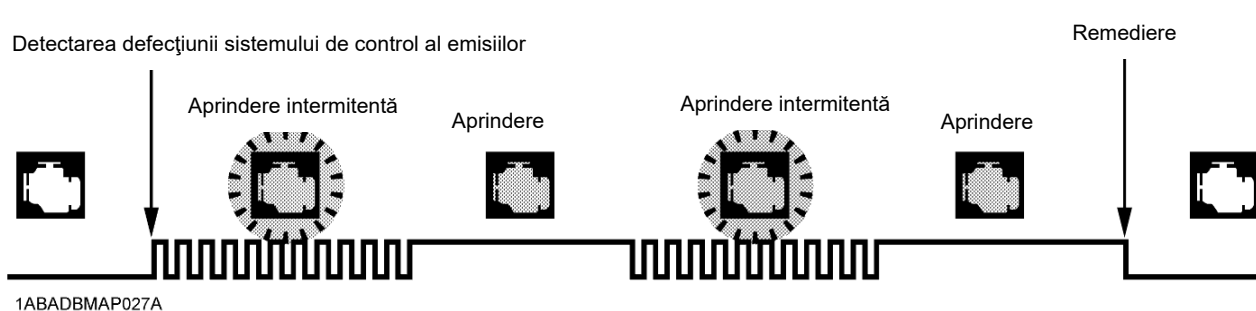 Remediere
Detectarea defecţiunii sistemului de control al emisiilor
Aprindere intermitentă
Aprindere
Aprindere intermitentă
Aprindere
1ABADBMAP027A